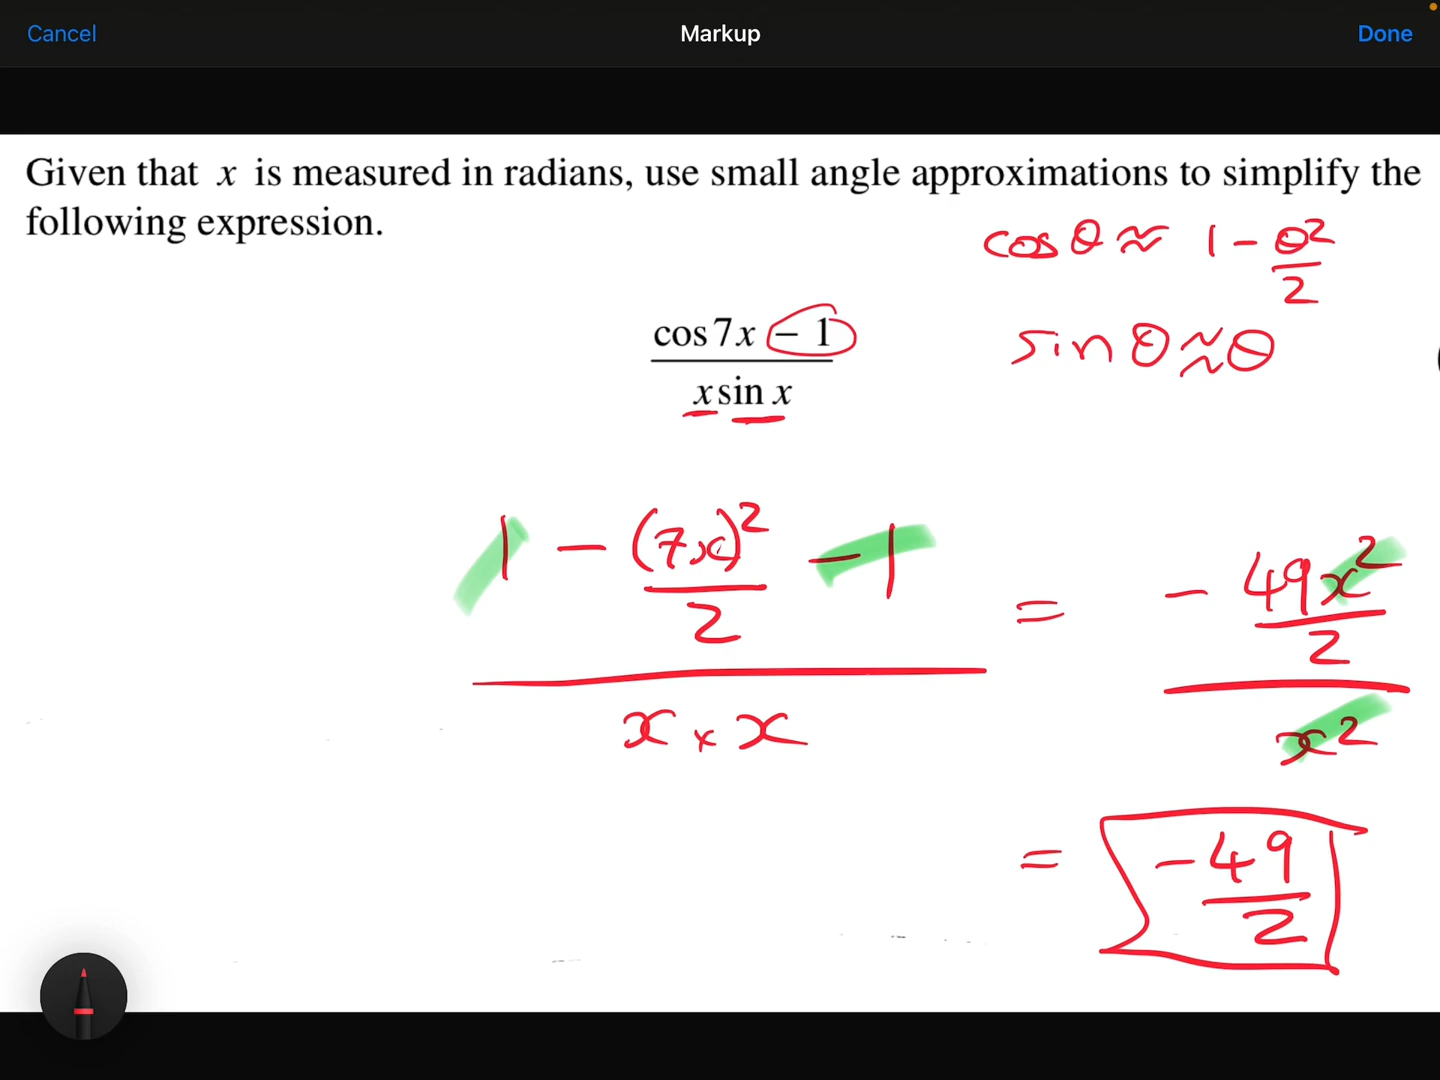 Cancel Markup Done
Given that x is measured in radians, use small angle approximations to simplify the
following expression.
cos θ ≈ 1 - θ²/2
cos 7x − 1
x sin x
sin θ ≈ θ
1 - (7x)²/2 - 1 = - 49x²/2
x × x x²
= -49/2